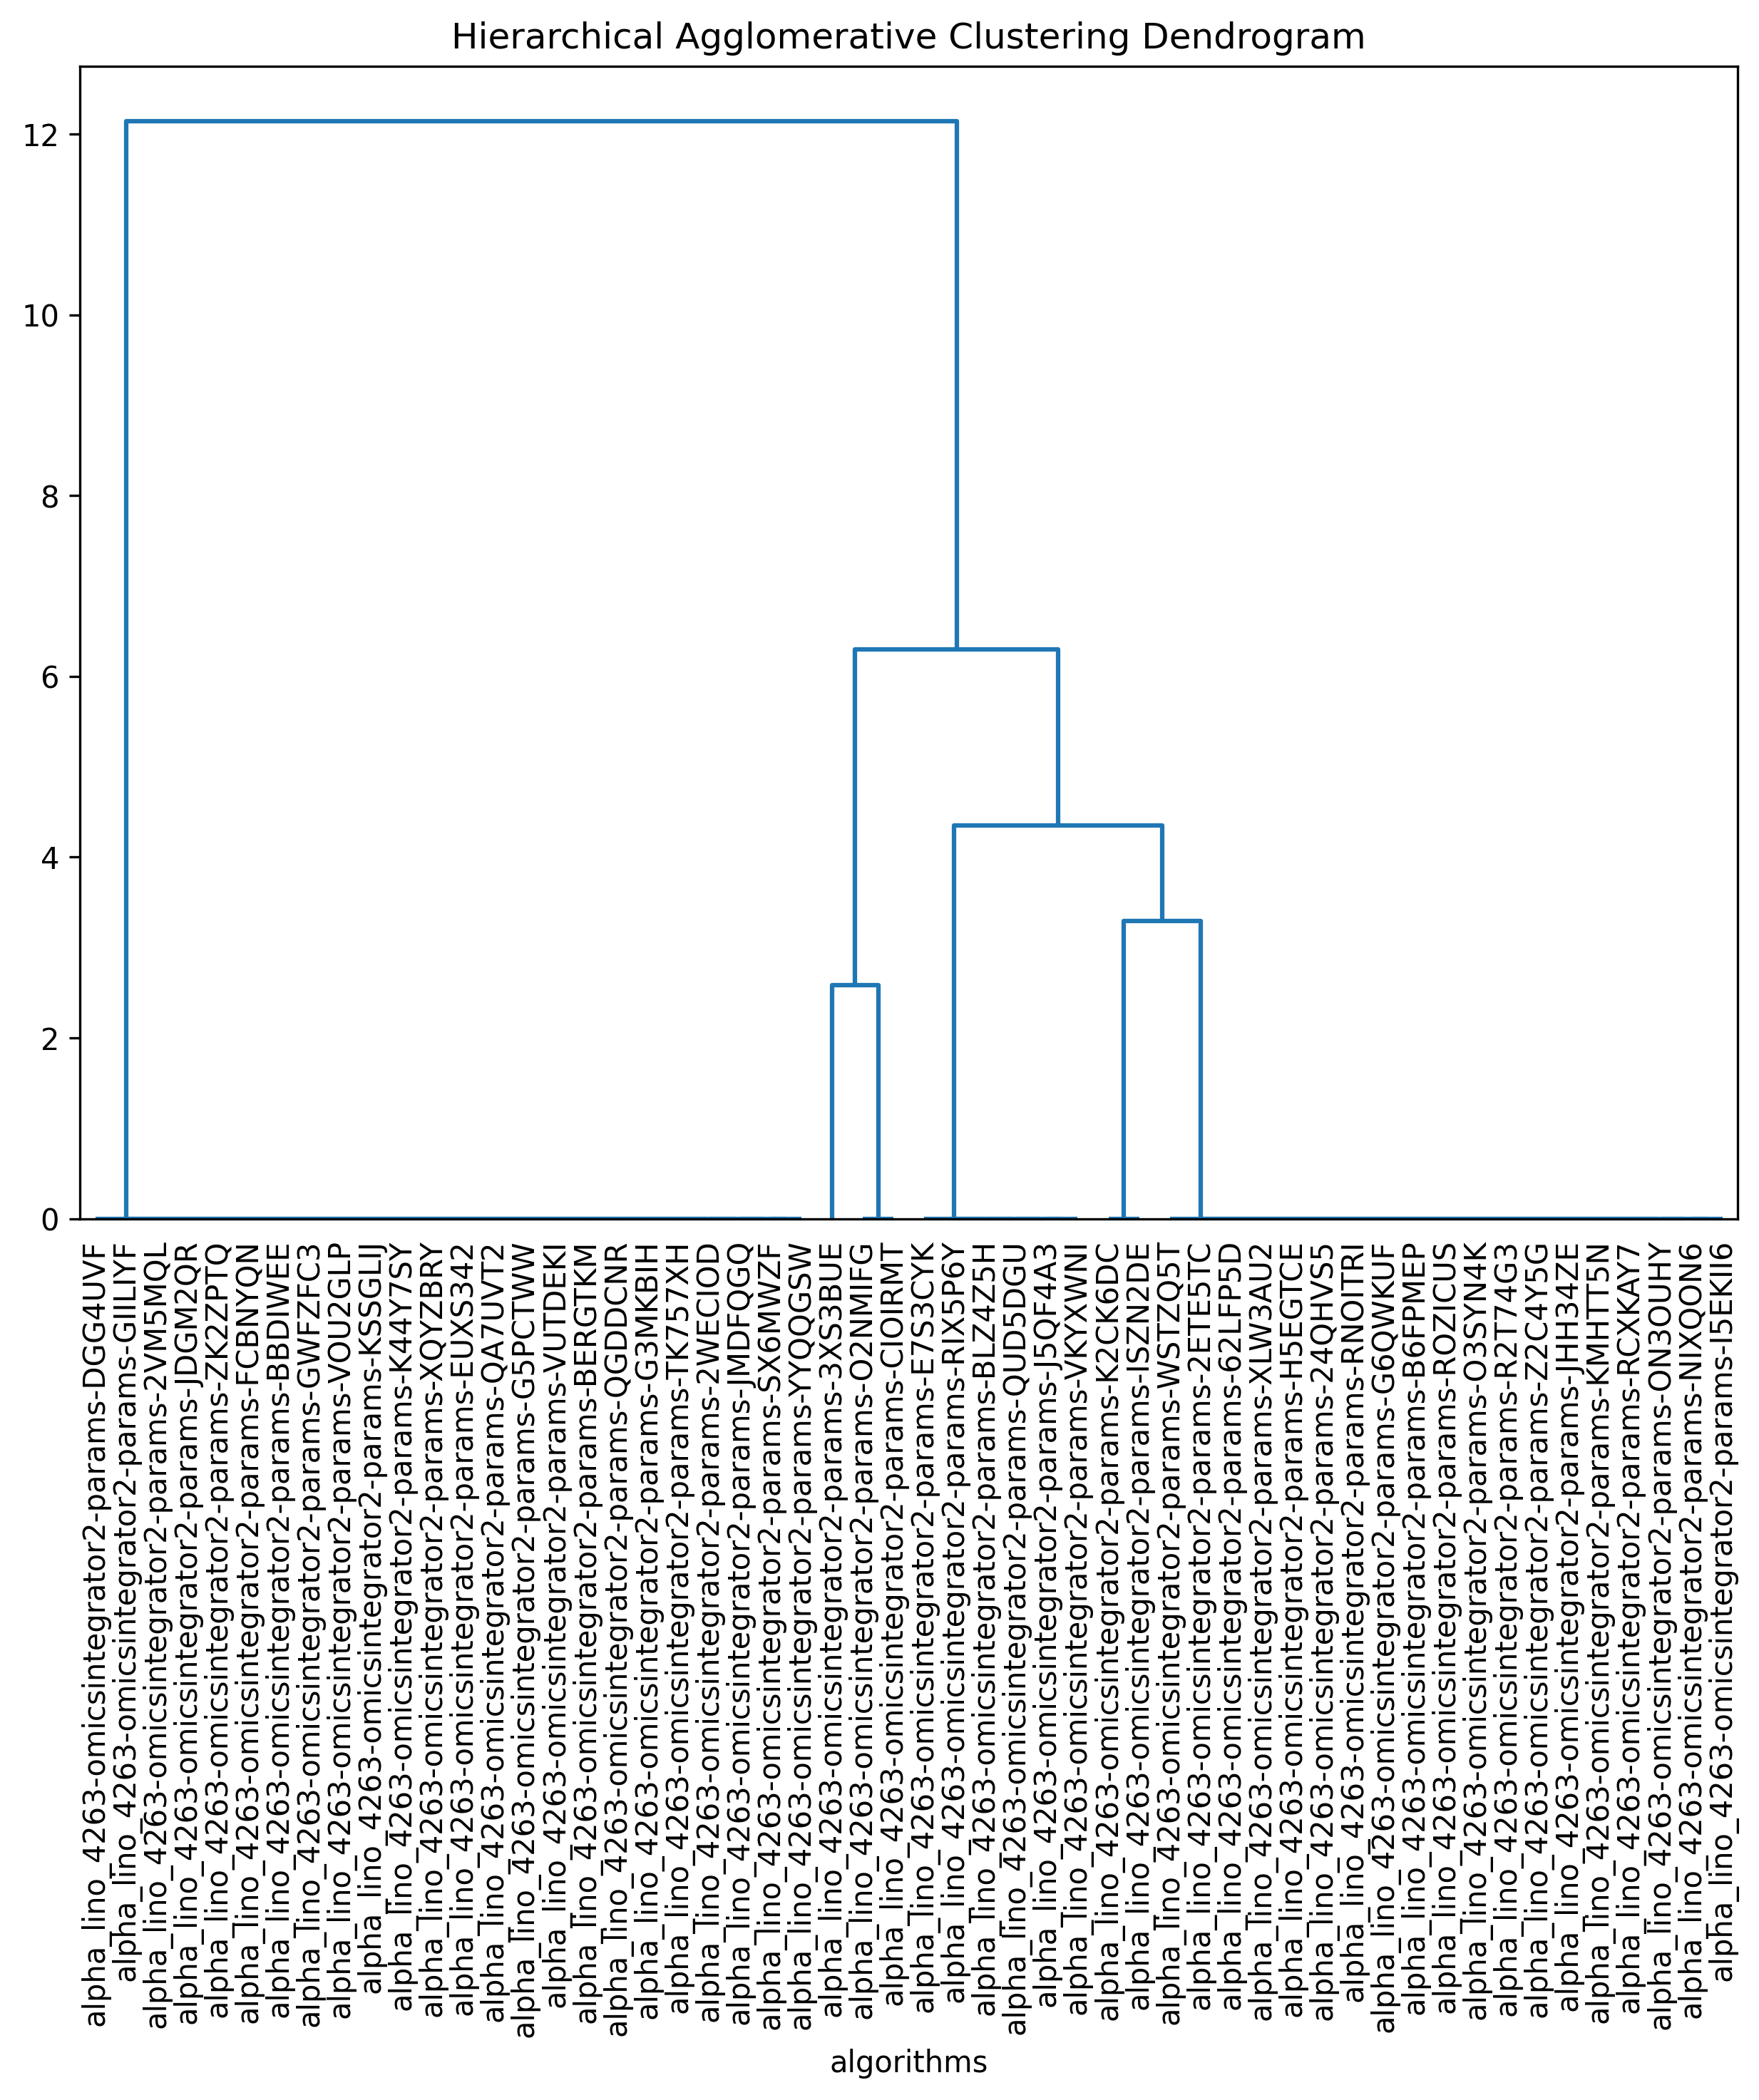 Hierarchical Agglomerative Clustering Dendrogram
12
10
8
6
4
2
0
alpha_lino_4263-omicsintegrator2-params-DGG4UVF
alpha_lino_4263-omicsintegrator2-params-GIILIYF
alpha_lino_4263-omicsintegrator2-params-2VM5MQL
alpha_lino_4263-omicsintegrator2-params-JDGM2QR
alpha_lino_4263-omicsintegrator2-params-ZK2ZPTQ
alpha_lino_4263-omicsintegrator2-params-FCBNYQN
alpha_lino_4263-omicsintegrator2-params-BBDIWEE
alpha_lino_4263-omicsintegrator2-params-GWFZFC3
alpha_lino_4263-omicsintegrator2-params-VOU2GLP
alpha_lino_4263-omicsintegrator2-params-KSSGLIJ
alpha_lino_4263-omicsintegrator2-params-K44Y7SY
alpha_lino_4263-omicsintegrator2-params-XQYZBRY
alpha_lino_4263-omicsintegrator2-params-EUXS342
alpha_lino_4263-omicsintegrator2-params-QA7UVT2
alpha_lino_4263-omicsintegrator2-params-G5PCTWW
alpha_lino_4263-omicsintegrator2-params-VUTDEKI
alpha_lino_4263-omicsintegrator2-params-BERGTKM
alpha_lino_4263-omicsintegrator2-params-QGDDCNR
alpha_lino_4263-omicsintegrator2-params-G3MKBIH
alpha_lino_4263-omicsintegrator2-params-TK757XH
alpha_lino_4263-omicsintegrator2-params-2WECIOD
alpha_lino_4263-omicsintegrator2-params-JMDFQGQ
alpha_lino_4263-omicsintegrator2-params-SX6MWZF
alpha_lino_4263-omicsintegrator2-params-YYQQGSW
alpha_lino_4263-omicsintegrator2-params-3XS3BUE
alpha_lino_4263-omicsintegrator2-params-O2NMIFG
alpha_lino_4263-omicsintegrator2-params-CIOIRMT
alpha_lino_4263-omicsintegrator2-params-E7S3CYK
alpha_lino_4263-omicsintegrator2-params-RIX5P6Y
alpha_lino_4263-omicsintegrator2-params-BLZ4Z5H
alpha_lino_4263-omicsintegrator2-params-QUD5DGU
alpha_lino_4263-omicsintegrator2-params-J5QF4A3
alpha_lino_4263-omicsintegrator2-params-VKYXWNI
alpha_lino_4263-omicsintegrator2-params-K2CK6DC
alpha_lino_4263-omicsintegrator2-params-ISZN2DE
alpha_lino_4263-omicsintegrator2-params-WSTZQ5T
alpha_lino_4263-omicsintegrator2-params-2ETE5TC
alpha_lino_4263-omicsintegrator2-params-62LFP5D
alpha_lino_4263-omicsintegrator2-params-XLW3AU2
alpha_lino_4263-omicsintegrator2-params-H5EGTCE
alpha_lino_4263-omicsintegrator2-params-24QHVS5
alpha_lino_4263-omicsintegrator2-params-RNOITRI
alpha_lino_4263-omicsintegrator2-params-G6QWKUF
alpha_lino_4263-omicsintegrator2-params-B6FPMEP
alpha_lino_4263-omicsintegrator2-params-ROZICUS
alpha_lino_4263-omicsintegrator2-params-O3SYN4K
alpha_lino_4263-omicsintegrator2-params-R2T74G3
alpha_lino_4263-omicsintegrator2-params-Z2C4Y5G
alpha_lino_4263-omicsintegrator2-params-JHH34ZE
alpha_lino_4263-omicsintegrator2-params-KMHTT5N
alpha_lino_4263-omicsintegrator2-params-RCXKAY7
alpha_lino_4263-omicsintegrator2-params-ON3OUHY
alpha_lino_4263-omicsintegrator2-params-NIXQON6
alpha_lino_4263-omicsintegrator2-params-I5EKII6
algorithms